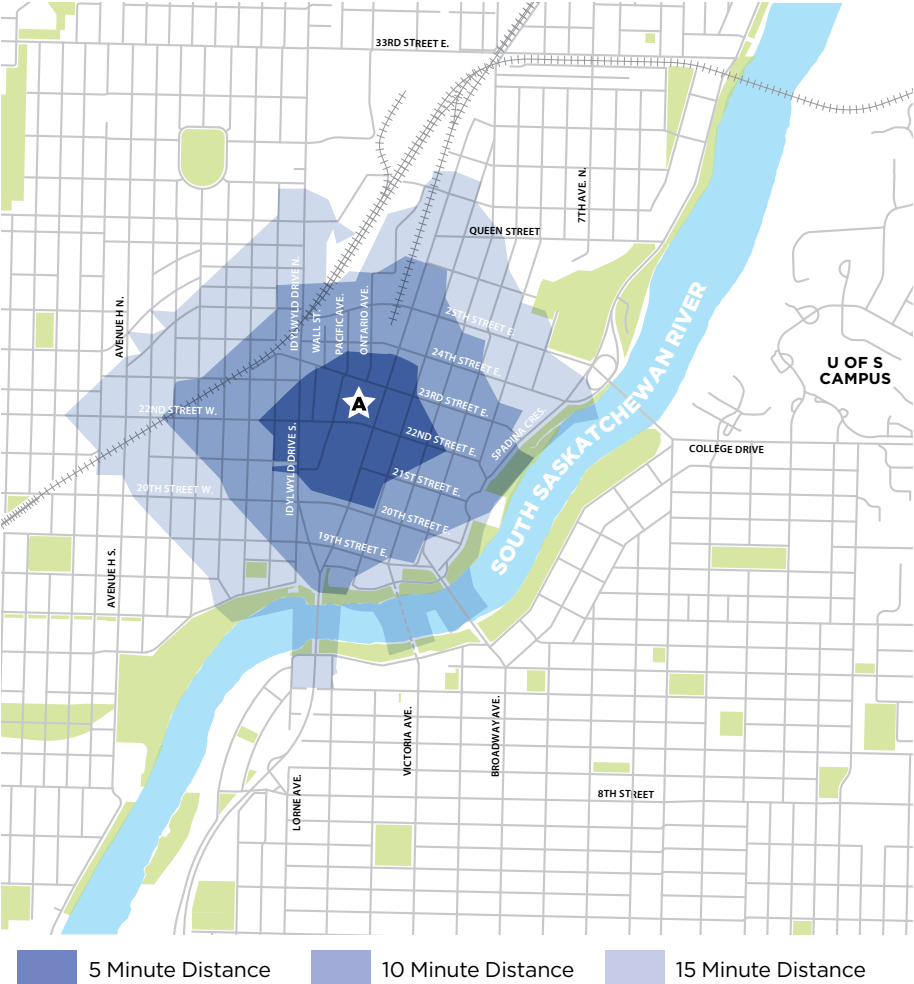 33RD STREET E.
7TH AVE. N.
QUEEN STREET
IDYLWYLD DRIVE N.
WALL ST.
PACIFIC AVE.
ONTARIO AVE.
AVENUE H N.
25TH STREET E.
24TH STREET E.
23RD STREET E.
22ND STREET W.
A
22ND STREET E.
SPADINA CRES.
SOUTH SASKATCHEWAN RIVER
U OF S
CAMPUS
COLLEGE DRIVE
IDYLWYLD DRIVE S.
21ST STREET E.
20TH STREET W.
20TH STREET E.
19TH STREET E.
AVENUE H S.
VICTORIA AVE.
BROADWAY AVE.
LORNE AVE.
8TH STREET
5 Minute Distance
10 Minute Distance
15 Minute Distance